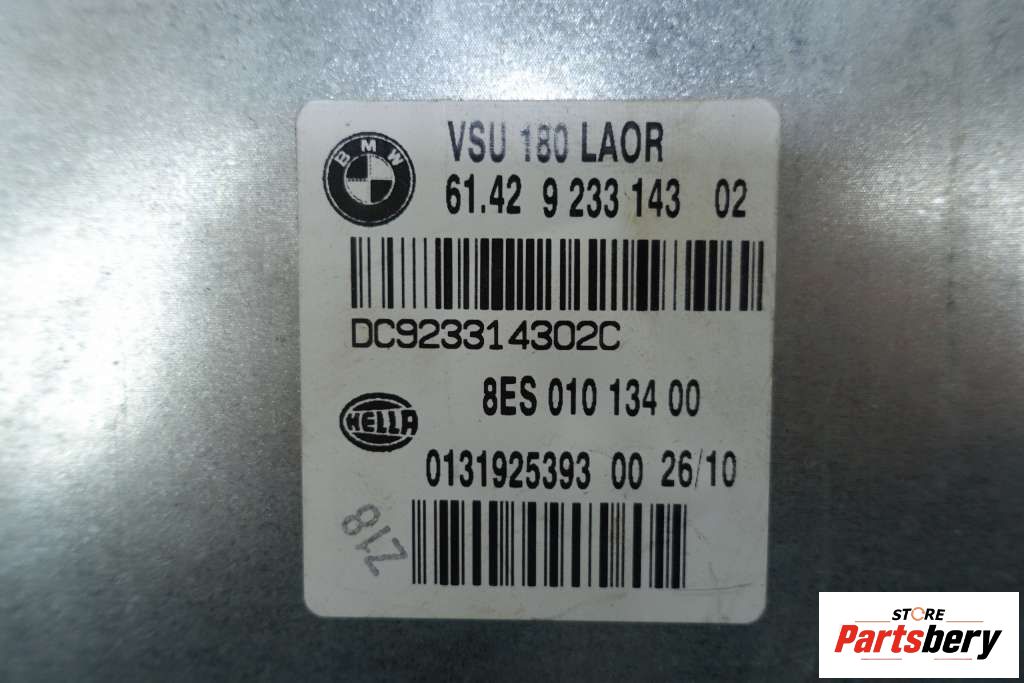 BMW
VSU 180 LAOR
61.42 9 233 143 02
DC923314302C
8ES 010 134 00
HELLA
0131925393 00 26/10
Z18
STORE
Partsbery